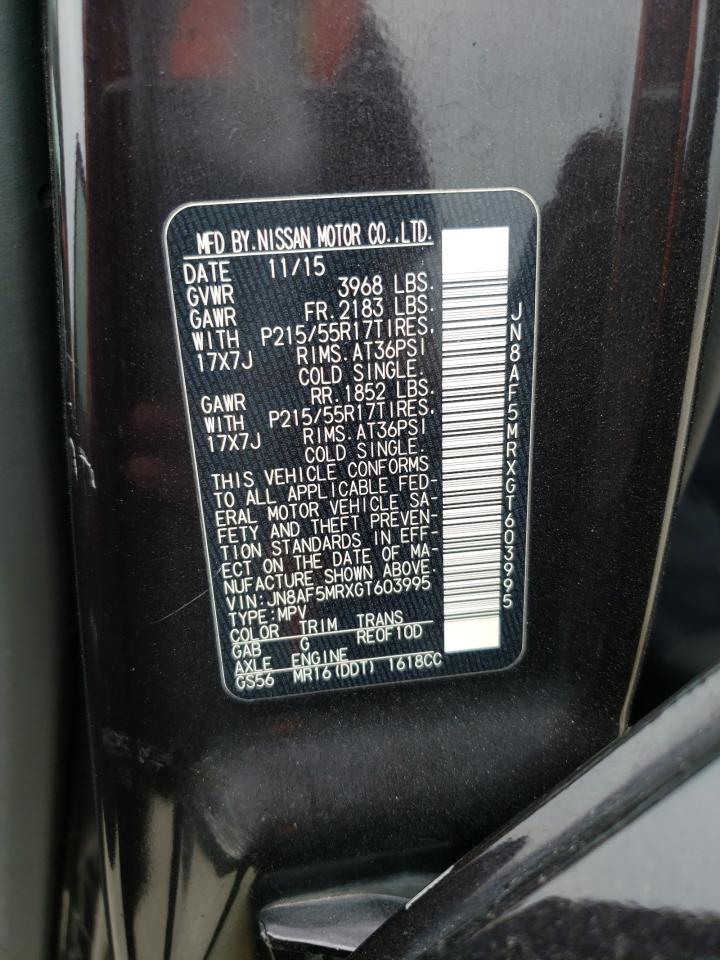 MFD BY.NISSAN MOTOR CO.,LTD.
DATE 11/15
GVWR 3968 LBS.
GAWR FR.2183 LBS.
WITH P215/55R17TIRES.
17X7J RIMS.AT36PSI
COLD SINGLE.
GAWR RR.1852 LBS.
WITH P215/55R17TIRES.
17X7J RIMS.AT36PSI
COLD SINGLE.
THIS VEHICLE CONFORMS
TO ALL APPLICABLE FED-
ERAL MOTOR VEHICLE SA-
FETY AND THEFT PREVEN-
TION STANDARDS IN EFF-
ECT ON THE DATE OF MA-
NUFACTURE SHOWN ABOVE.
VIN:JN8AF5MRXGT603995
TYPE:MPV
COLOR TRIM TRANS
GAB G REOF10D
AXLE ENGINE
GS56 MR16(DDT) 1618CC
JN8AF5MRXGT603995